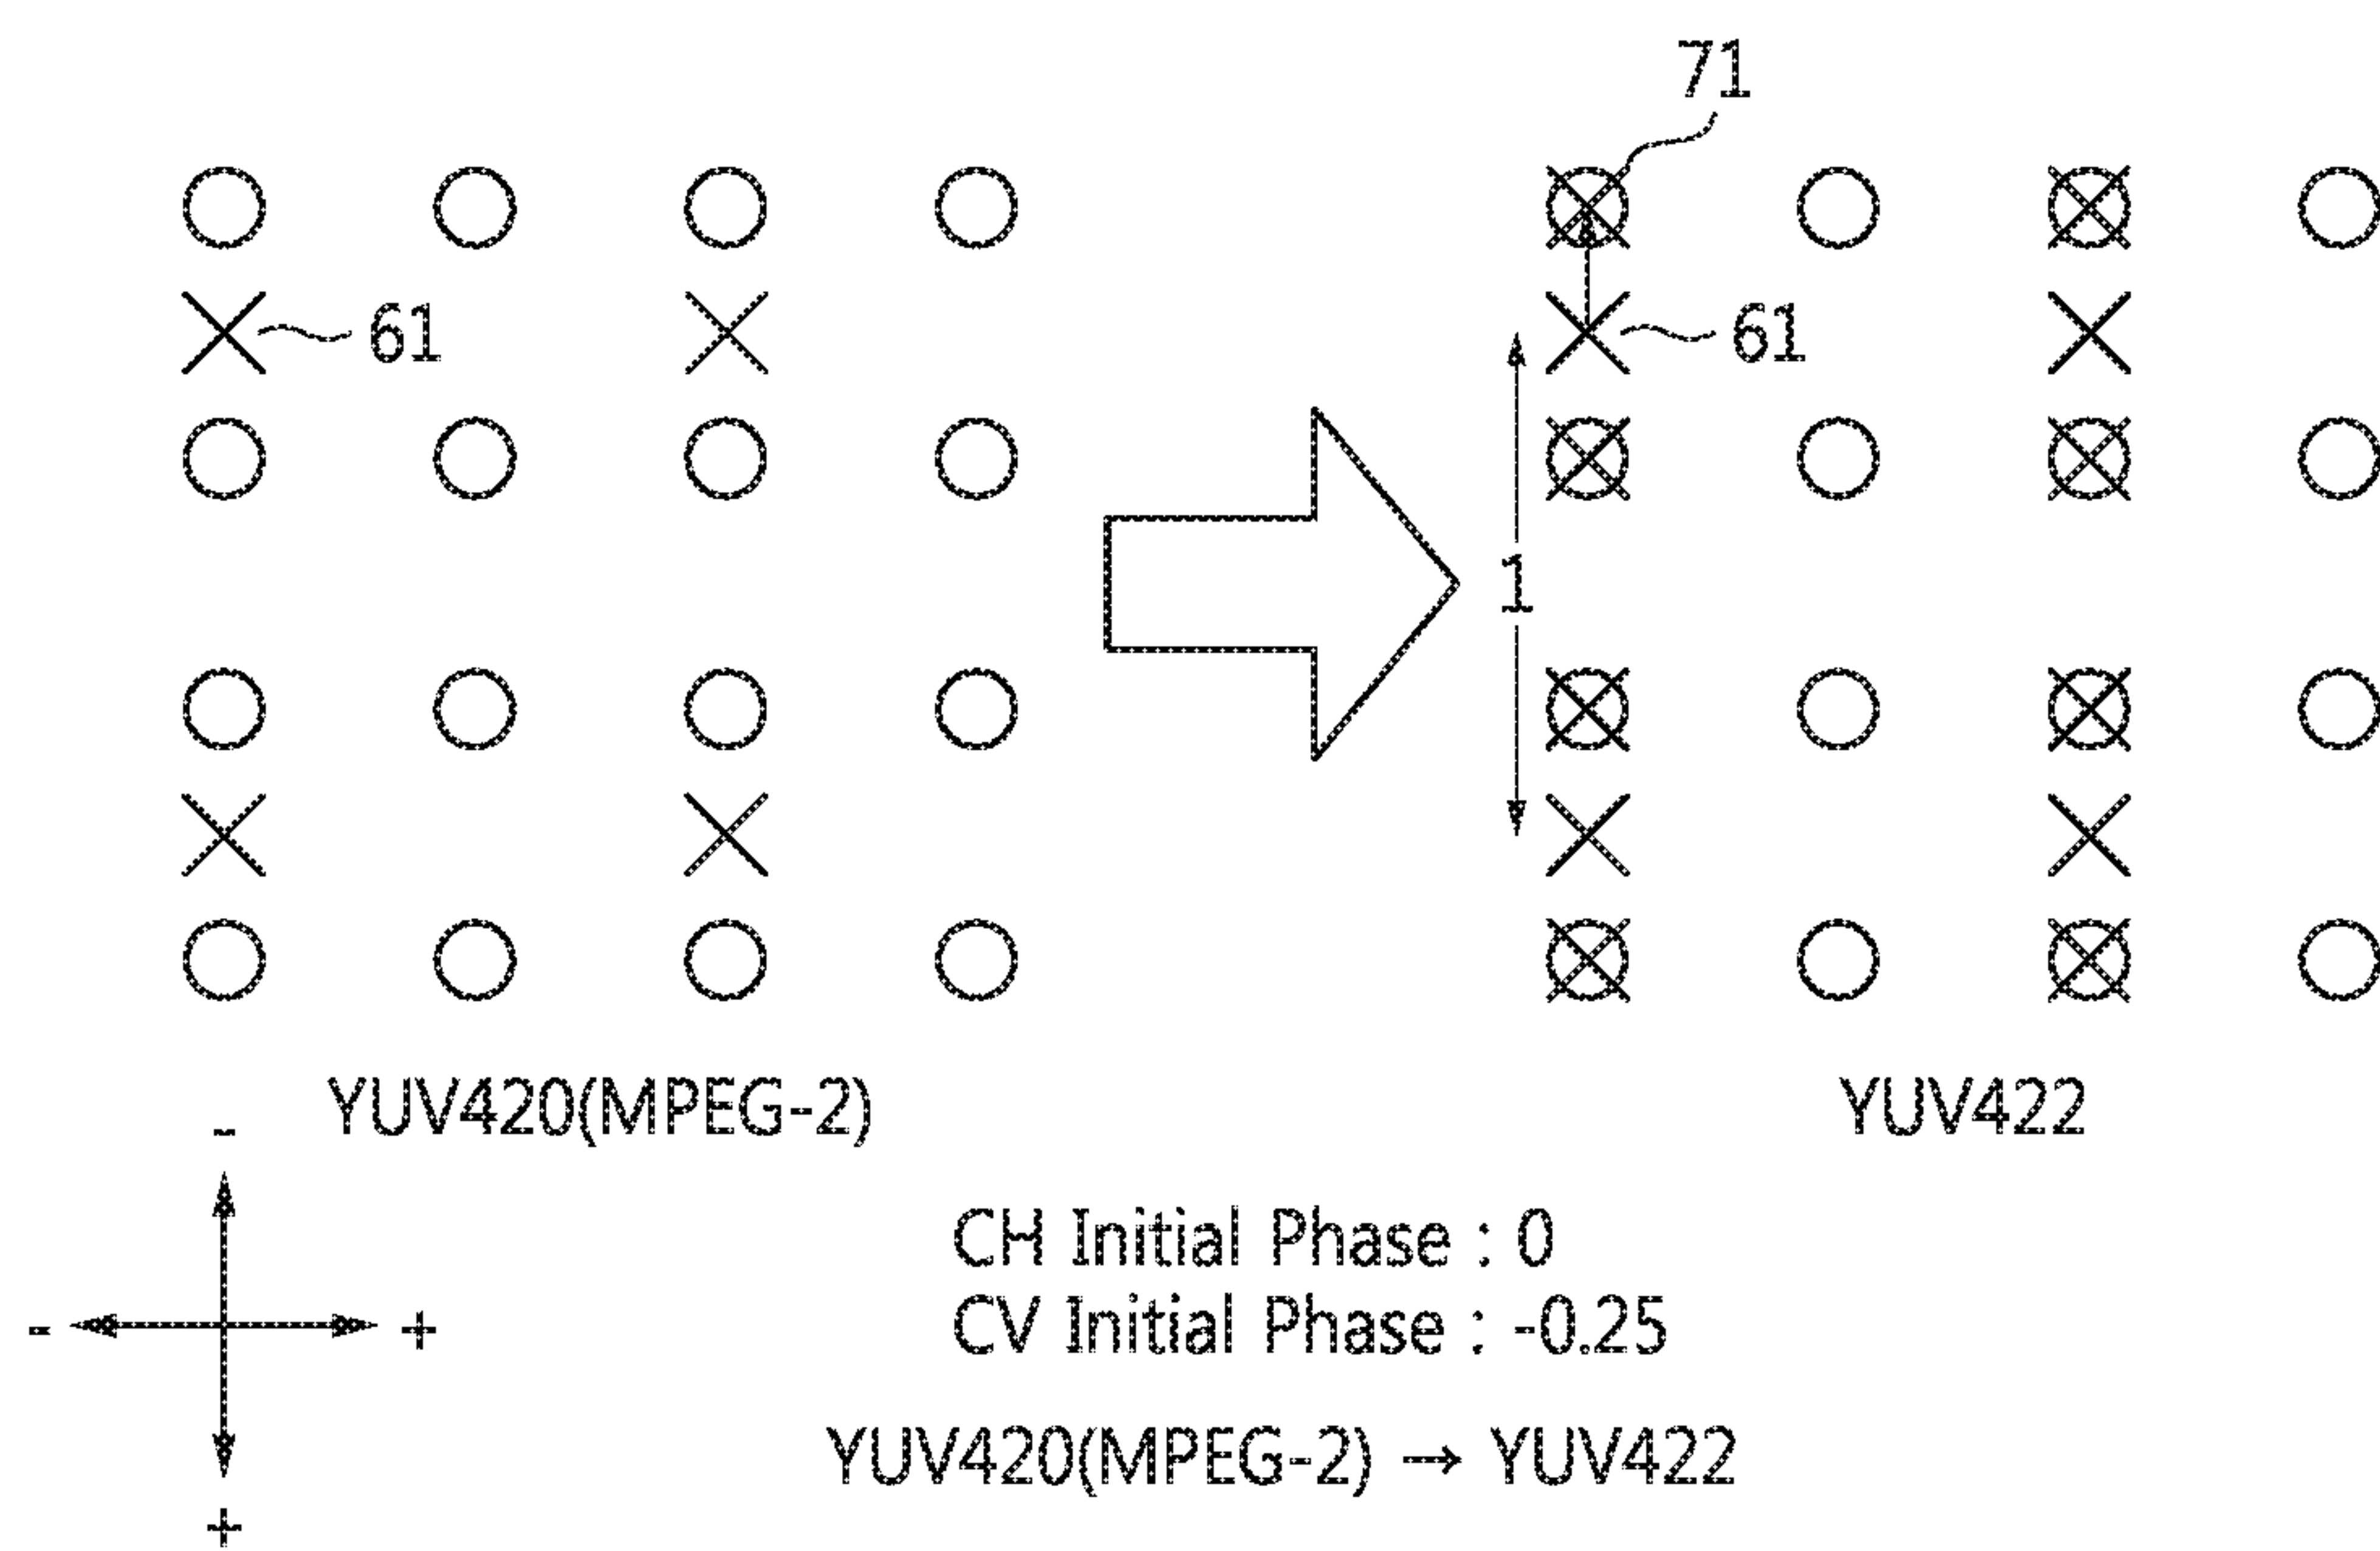 71
61
61
1
YUV420(MPEG-2)
YUV422
-
- +
+
CH Initial Phase : 0
CV Initial Phase : -0.25
YUV420(MPEG-2) → YUV422